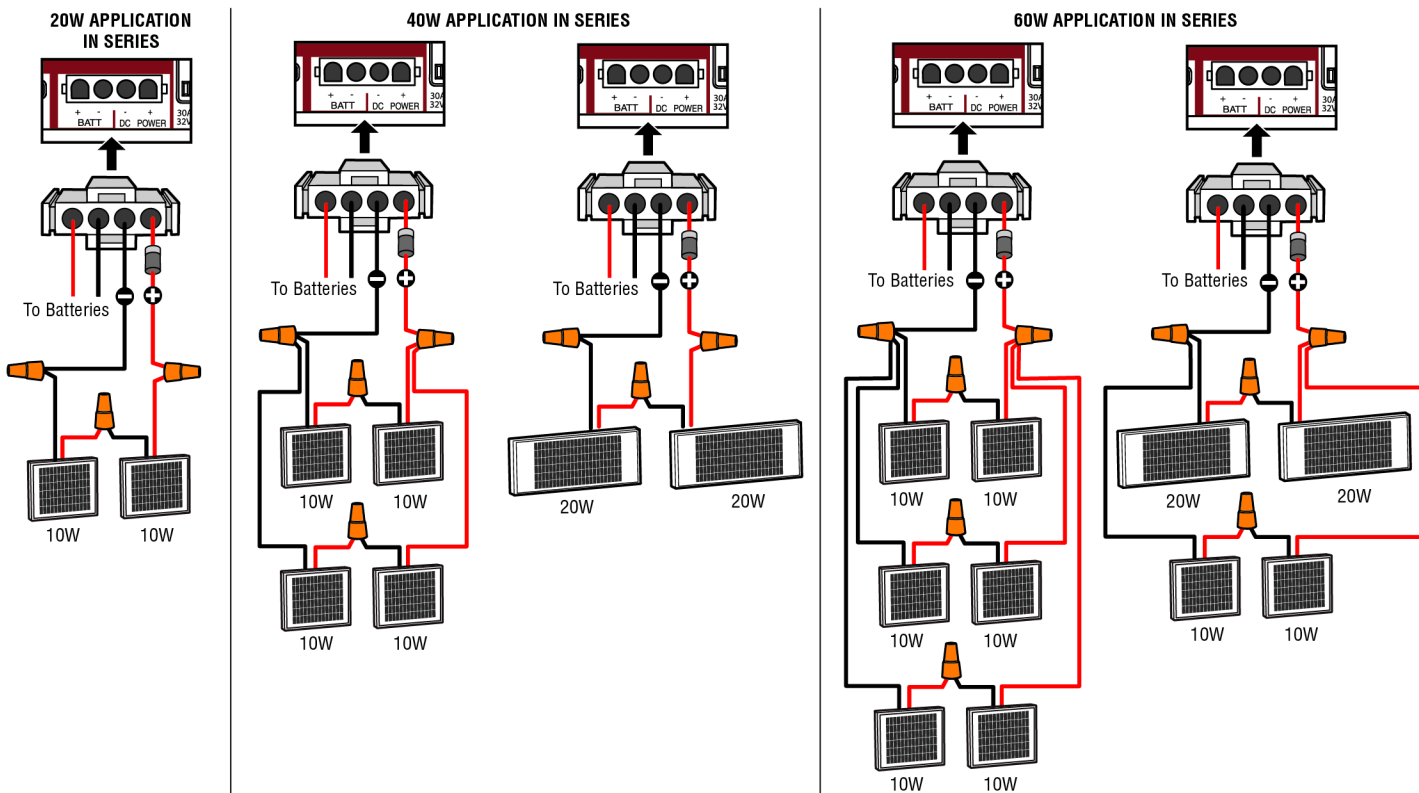 20W APPLICATION
IN SERIES
+ - - +
BATT DC POWER
30A
32V
To Batteries
10W 10W
40W APPLICATION IN SERIES
+ - - +
BATT DC POWER
30A
32V
To Batteries
10W 10W
10W 10W
+ - - +
BATT DC POWER
30A
32V
To Batteries
20W 20W
60W APPLICATION IN SERIES
+ - - +
BATT DC POWER
30A
32V
To Batteries
10W 10W
10W 10W
10W 10W
+ - - +
BATT DC POWER
30A
32V
To Batteries
20W 20W
10W 10W